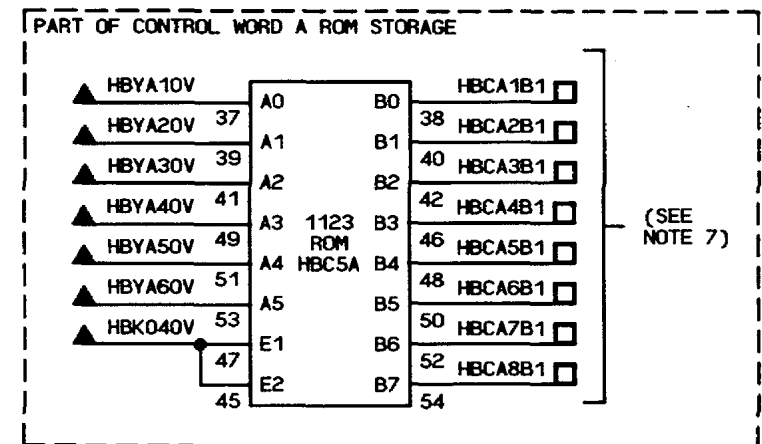 PART OF CONTROL WORD A ROM STORAGE
HBYA10V A0 B0 HBCA1B1
37 38
HBYA20V A1 B1 HBCA2B1
39 40
HBYA30V A2 B2 HBCA3B1
41 42
HBYA40V A3 1123 B3 HBCA4B1
49 ROM 46
HBYA50V A4 HBC5A B4 HBCA5B1
51 48
HBYA60V A5 B5 HBCA6B1
53 50
HBK040V E1 B6 HBCA7B1
47 52
E2 B7 HBCA8B1
45 54
(SEE
NOTE 7)